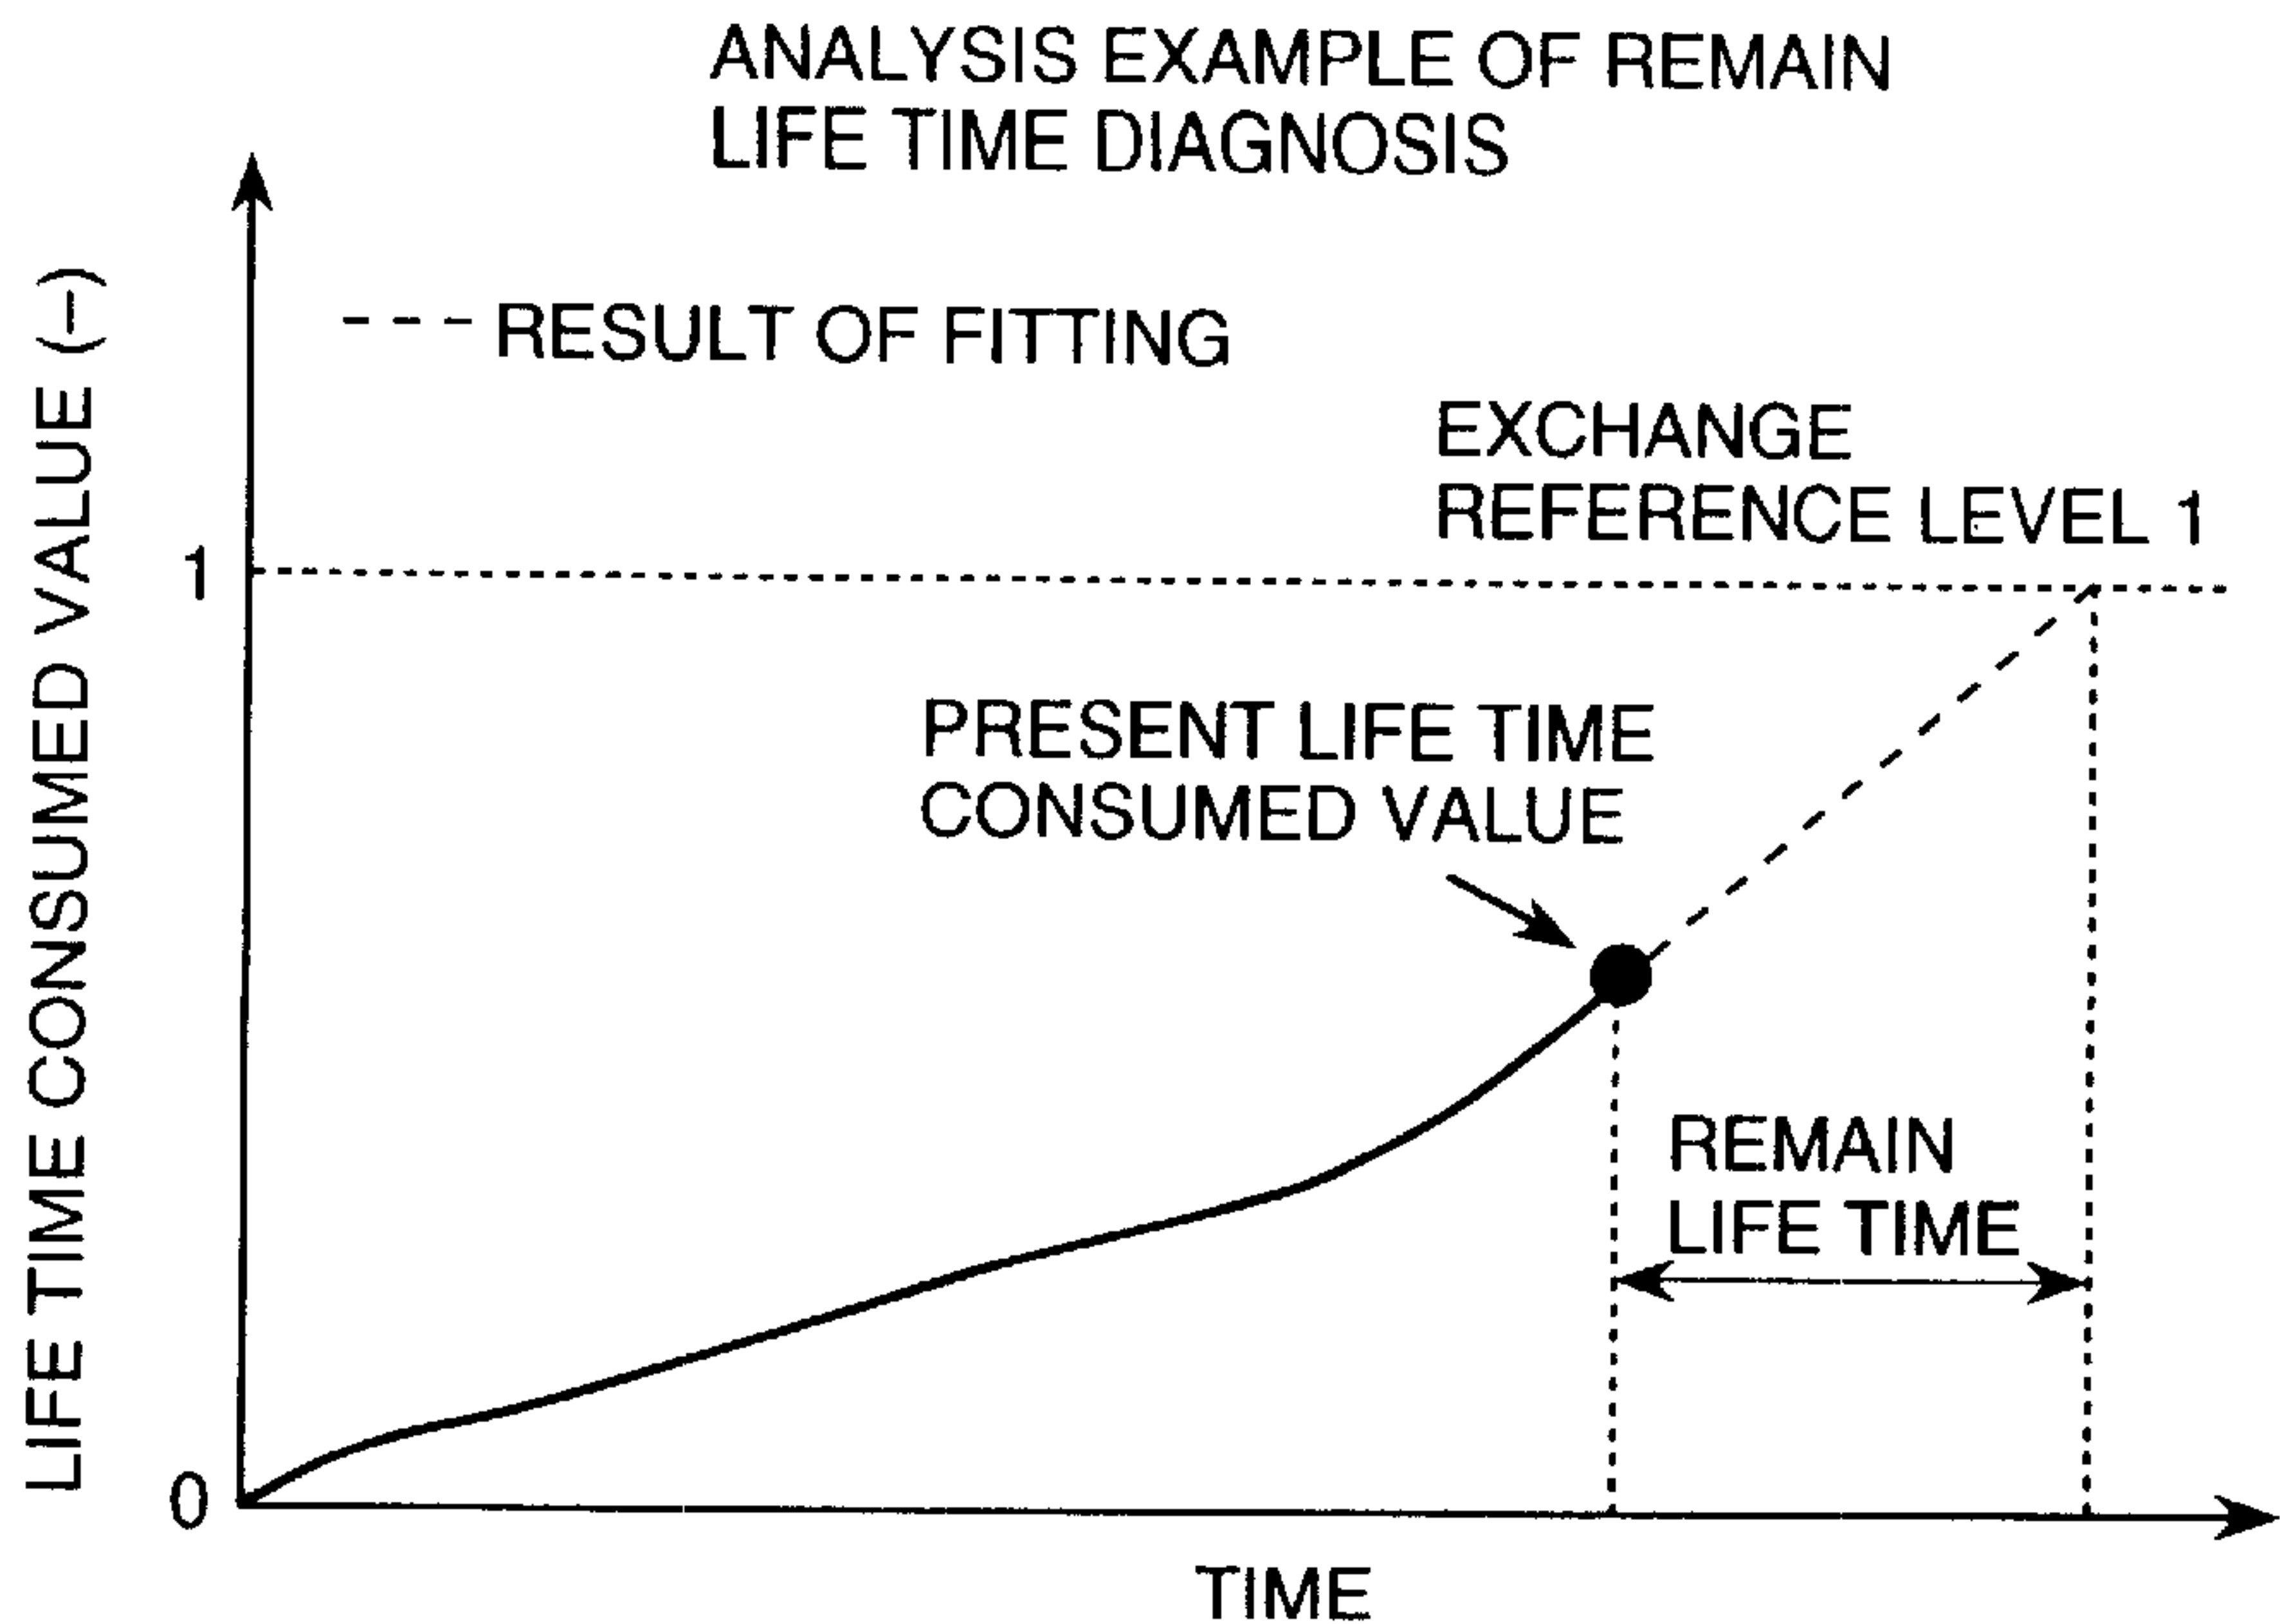 ANALYSIS EXAMPLE OF REMAIN
LIFE TIME DIAGNOSIS
LIFE TIME CONSUMED VALUE (−)
--- RESULT OF FITTING
EXCHANGE
REFERENCE LEVEL 1
1
PRESENT LIFE TIME
CONSUMED VALUE
REMAIN
LIFE TIME
0
TIME